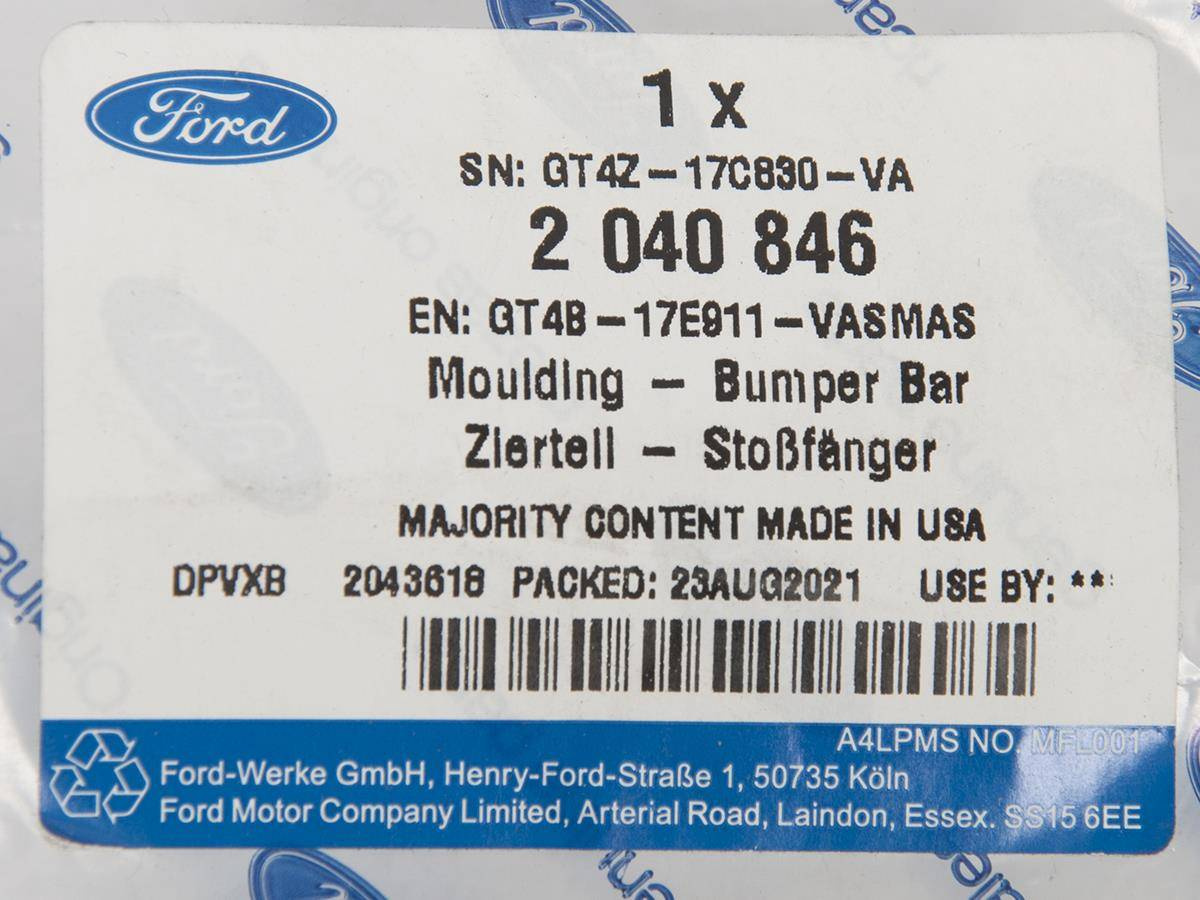 Ford
1 x
SN: GT4Z-17C830-VA
2 040 846
EN: GT4B-17E911-VASMAS
Moulding - Bumper Bar
Zierteil - Stoßfänger
MAJORITY CONTENT MADE IN USA
DPVXB 2043618 PACKED: 23AUG2021 USE BY: **
A4LPMS NO. MFL001
Ford-Werke GmbH, Henry-Ford-Straße 1, 50735 Köln
Ford Motor Company Limited, Arterial Road, Laindon, Essex. SS15 6EE